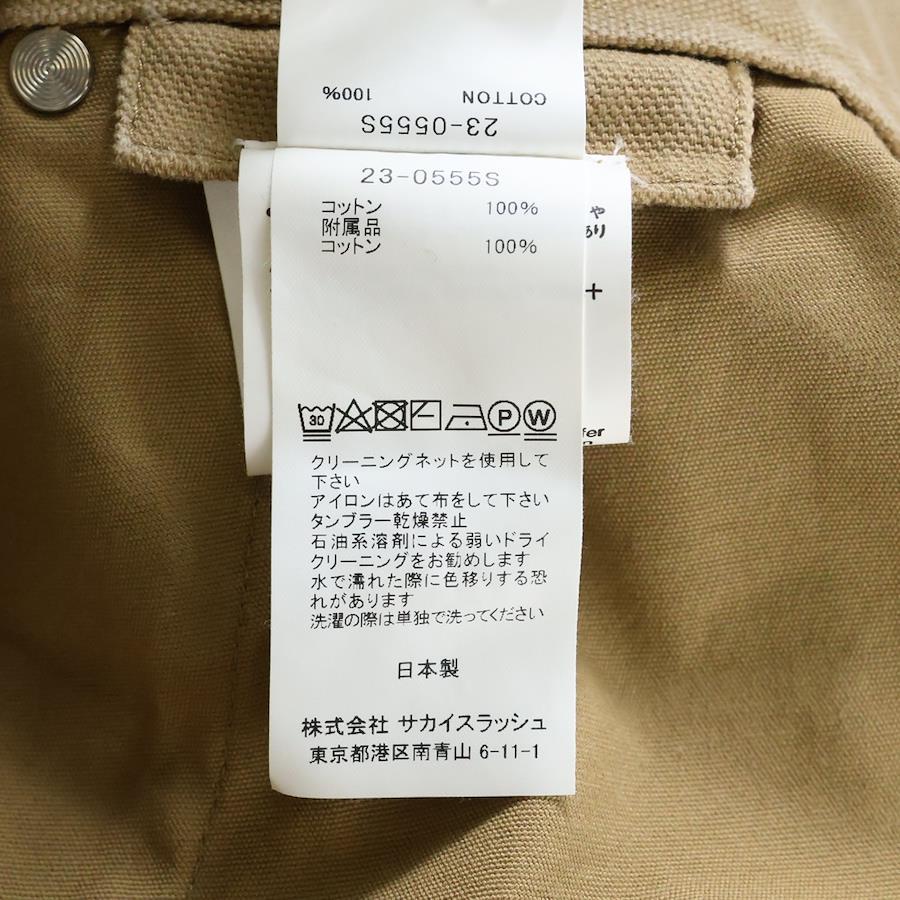 COTTON 100%
23-0555S
23-0555S
コットン 100%
附属品
コットン 100%
や
あり
+
30
P
W
fer
クリーニングネットを使用して
下さい
アイロンはあて布をして下さい
タンブラー乾燥禁止
石油系溶剤による弱いドライ
クリーニングをお勧めします
水で濡れた際に色移りする恐
れがあります
洗濯の際は単独で洗ってください
日本製
株式会社 サカイスラッシュ
東京都港区南青山 6-11-1